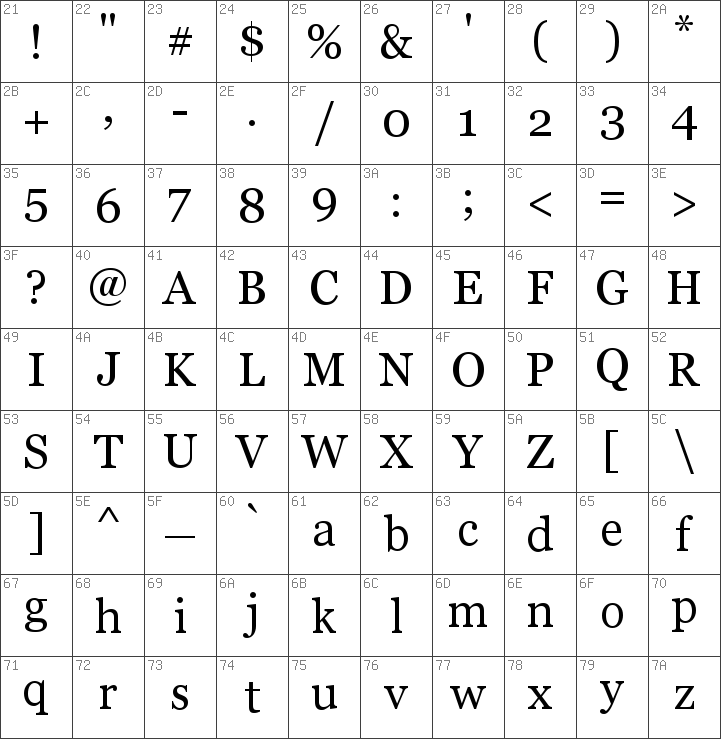 21 22 23 24 25 26 27 28 29 2A
! " # $ % & ' ( ) *
2B 2C 2D 2E 2F 30 31 32 33 34
+ , - . / 0 1 2 3 4
35 36 37 38 39 3A 3B 3C 3D 3E
5 6 7 8 9 : ; < = >
3F 40 41 42 43 44 45 46 47 48
? @ A B C D E F G H
49 4A 4B 4C 4D 4E 4F 50 51 52
I J K L M N O P Q R
53 54 55 56 57 58 59 5A 5B 5C
S T U V W X Y Z [ \
5D 5E 5F 60 61 62 63 64 65 66
] ^ _ ` a b c d e f
67 68 69 6A 6B 6C 6D 6E 6F 70
g h i j k l m n o p
71 72 73 74 75 76 77 78 79 7A
q r s t u v w x y z